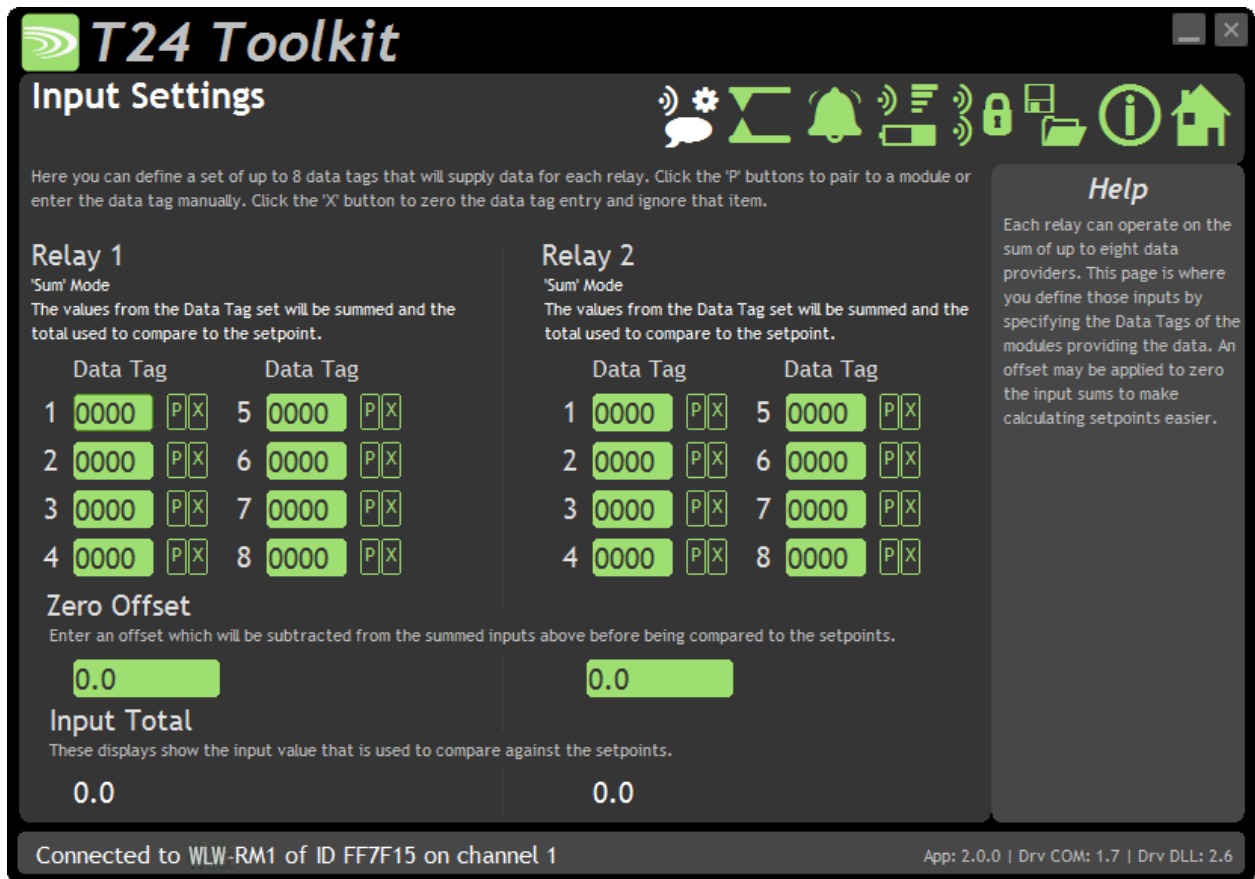 T24 Toolkit
Input Settings
Here you can define a set of up to 8 data tags that will supply data for each relay. Click the 'P' buttons to pair to a module or
enter the data tag manually. Click the 'X' button to zero the data tag entry and ignore that item.
Relay 1
'Sum' Mode
The values from the Data Tag set will be summed and the
total used to compare to the setpoint.
Data Tag Data Tag
1 0000 P X 5 0000 P X
2 0000 P X 6 0000 P X
3 0000 P X 7 0000 P X
4 0000 P X 8 0000 P X
Relay 2
'Sum' Mode
The values from the Data Tag set will be summed and the
total used to compare to the setpoint.
Data Tag Data Tag
1 0000 P X 5 0000 P X
2 0000 P X 6 0000 P X
3 0000 P X 7 0000 P X
4 0000 P X 8 0000 P X
Zero Offset
Enter an offset which will be subtracted from the summed inputs above before being compared to the setpoints.
0.0 0.0
Input Total
These displays show the input value that is used to compare against the setpoints.
0.0 0.0
Help
Each relay can operate on the
sum of up to eight data
providers. This page is where
you define those inputs by
specifying the Data Tags of the
modules providing the data. An
offset may be applied to zero
the input sums to make
calculating setpoints easier.
Connected to WLW-RM1 of ID FF7F15 on channel 1
App: 2.0.0 | Drv COM: 1.7 | Drv DLL: 2.6